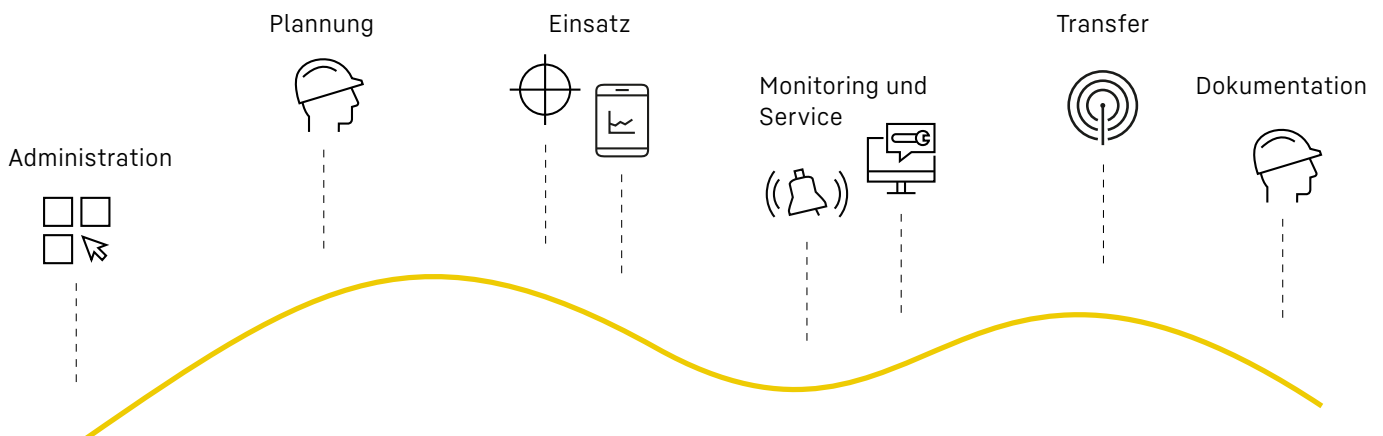 Administration
Plannung
Einsatz
Monitoring und
Service
Transfer
Dokumentation